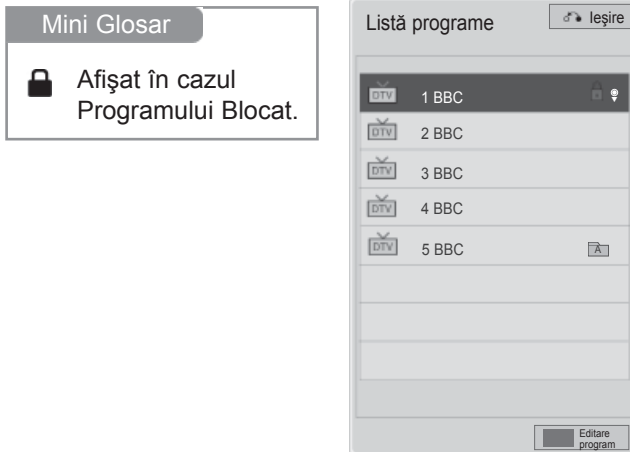 Mini Glosar
Afişat în cazul
Programului Blocat.
Listă programe
Ieşire
DTV 1 BBC
DTV 2 BBC
DTV 3 BBC
DTV 4 BBC
DTV 5 BBC A
Editare
program